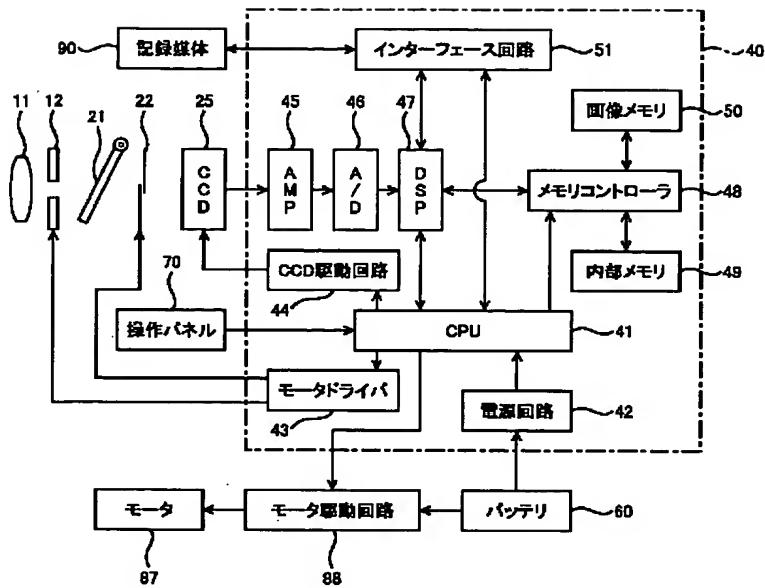 90
記録媒体
インターフェース回路
51
40
11
12
21
22
25
45
46
47
画像メモリ
50
CCD
AMP
A/D
DSP
メモリコントローラ
48
CCD駆動回路
44
内部メモリ
49
70
操作パネル
CPU
41
モータドライバ
43
電源回路
42
モータ
87
モータ駆動回路
88
バッテリ
60